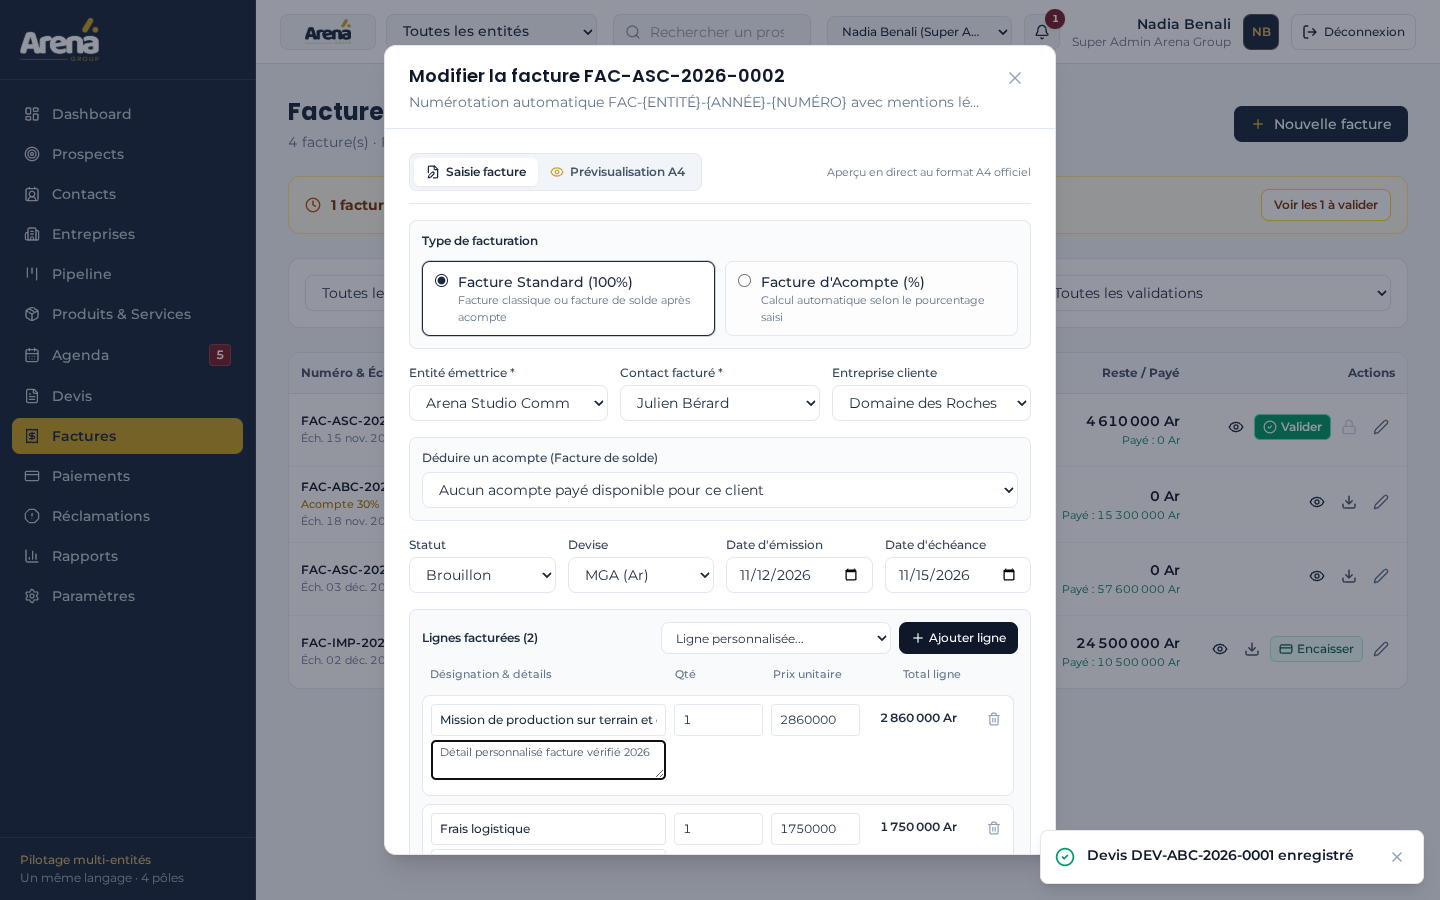 Arena
GROUP
Dashboard
Prospects
Contacts
Entreprises
Pipeline
Produits & Services
Agenda
5
Devis
Factures
Paiements
Réclamations
Rapports
Paramètres
Pilotage multi-entités
Un même langage · 4 pôles
Arena
Toutes les entités
Rechercher un pros
Nadia Benali (Super A...
1
Nadia Benali
Super Admin Arena Group
NB
Déconnexion
Facture
4 facture(s) ·
Nouvelle facture
1 factur
Voir les 1 à valider
Toutes le
Toutes les validations
Numéro & Éc
Reste / Payé
Actions
FAC-ASC-202
Éch. 15 nov. 20
4 610 000 Ar
Payé : 0 Ar
Valider
FAC-ABC-202
Acompte 30%
Éch. 18 nov. 20
0 Ar
Payé : 15 300 000 Ar
FAC-ASC-202
Éch. 03 déc. 20
0 Ar
Payé : 57 600 000 Ar
FAC-IMP-202
Éch. 02 déc. 20
24 500 000 Ar
Payé : 10 500 000 Ar
Encaisser
Modifier la facture FAC-ASC-2026-0002
Numérotation automatique FAC-{ENTITÉ}-{ANNÉE}-{NUMÉRO} avec mentions lé...
Saisie facture
Prévisualisation A4
Aperçu en direct au format A4 officiel
Type de facturation
Facture Standard (100%)
Facture classique ou facture de solde après
acompte
Facture d'Acompte (%)
Calcul automatique selon le pourcentage
saisi
Entité émettrice *
Contact facturé *
Entreprise cliente
Arena Studio Comm
Julien Bérard
Domaine des Roches
Déduire un acompte (Facture de solde)
Aucun acompte payé disponible pour ce client
Statut
Devise
Date d'émission
Date d'échéance
Brouillon
MGA (Ar)
11/12/2026
11/15/2026
Lignes facturées (2)
Ligne personnalisée...
Ajouter ligne
Désignation & détails
Qté
Prix unitaire
Total ligne
Mission de production sur terrain et
1
2860000
2 860 000 Ar
Détail personnalisé facture vérifié 2026
Frais logistique
1
1750000
1 750 000 Ar
Devis DEV-ABC-2026-0001 enregistré